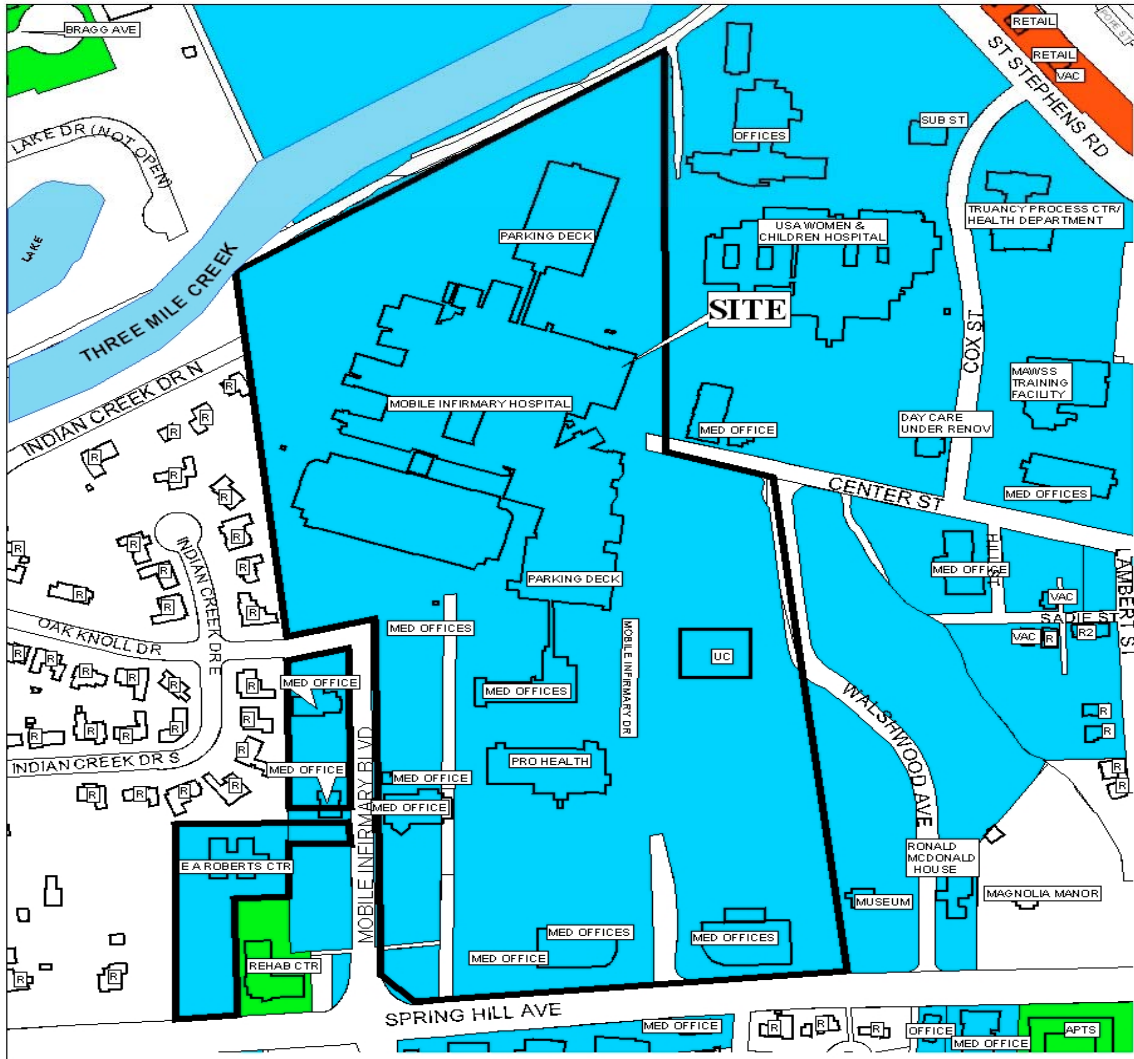 BRAGG AVE
RETAIL
POPE ST
RETAIL
VAC
ST STEPHENS RD
LAKE DR (NOT OPEN)
OFFICES
SUB ST
LAKE
TRUANCY PROCESS CTR/
HEALTH DEPARTMENT
PARKING DECK
USA WOMEN &
CHILDREN HOSPITAL
THREE MILE CREEK
SITE
COX ST
INDIAN CREEK DR N
R
R
R
R
R
R
MOBILE INFIRMARY HOSPITAL
MAWSS
TRAINING
FACILITY
MED OFFICE
DAY CARE
UNDER RENOV
CENTER ST
MED OFFICES
R
R
R
R
INDIAN CREEK DR E
R
R
R
R
PARKING DECK
MED OFFICE
HILL ST
LAMBERT ST
VAC
SADIE ST
VAC
R
R2
OAK KNOLL DR
MED OFFICES
MOBILE INFIRMARY DR
UC
R
R
R
R
R
R
MED OFFICE
MED OFFICES
WALSHWOOD AVE
R
R
R
R
R
R
R
R
INDIAN CREEK DR S
R
MED OFFICE
MED OFFICE
PRO HEALTH
R
R
R
R
R
R
MED OFFICE
MOBILE INFIRMARY BLVD
E A ROBERTS CTR
RONALD
MCDONALD
HOUSE
MUSEUM
MAGNOLIA MANOR
MED OFFICES
MED OFFICES
MED OFFICE
REHAB CTR
R
R
SPRING HILL AVE
MED OFFICE
R
R
R
OFFICE
MED OFFICE
APTS